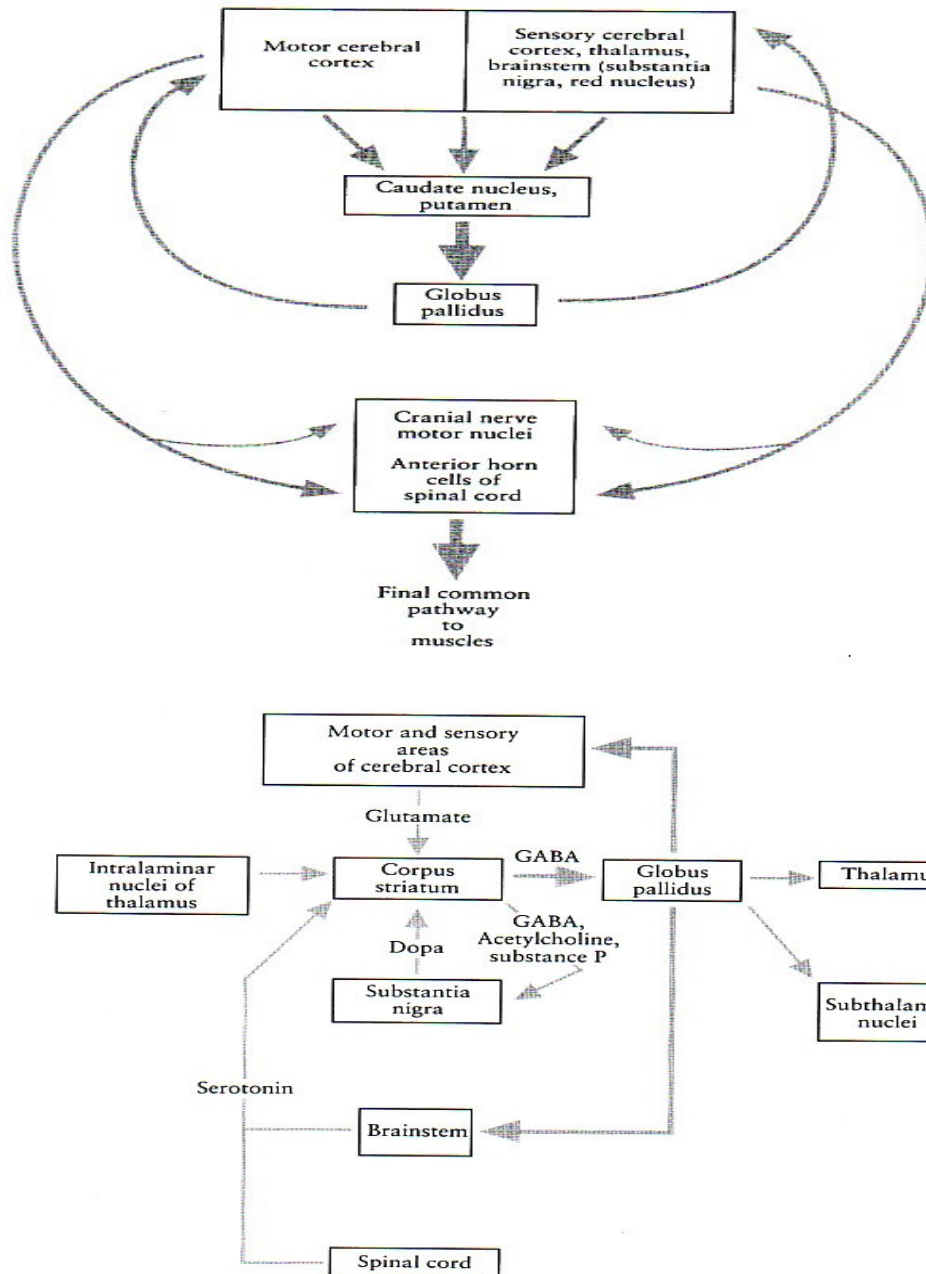 Motor cerebral
cortex
Sensory cerebral
cortex, thalamus,
brainstem (substantia
nigra, red nucleus)
Caudate nucleus,
putamen
Globus
pallidus
Cranial nerve
motor nuclei
Anterior horn
cells of
spinal cord
Final common
pathway
to
muscles
Motor and sensory
areas
of cerebral cortex
Glutamate
Intralaminar
nuclei of
thalamus
Corpus
striatum
GABA
Globus
pallidus
Thalamu
GABA,
Acetylcholine,
substance P
Dopa
Substantia
nigra
Subthalam
nuclei
Serotonin
Brainstem
Spinal cord